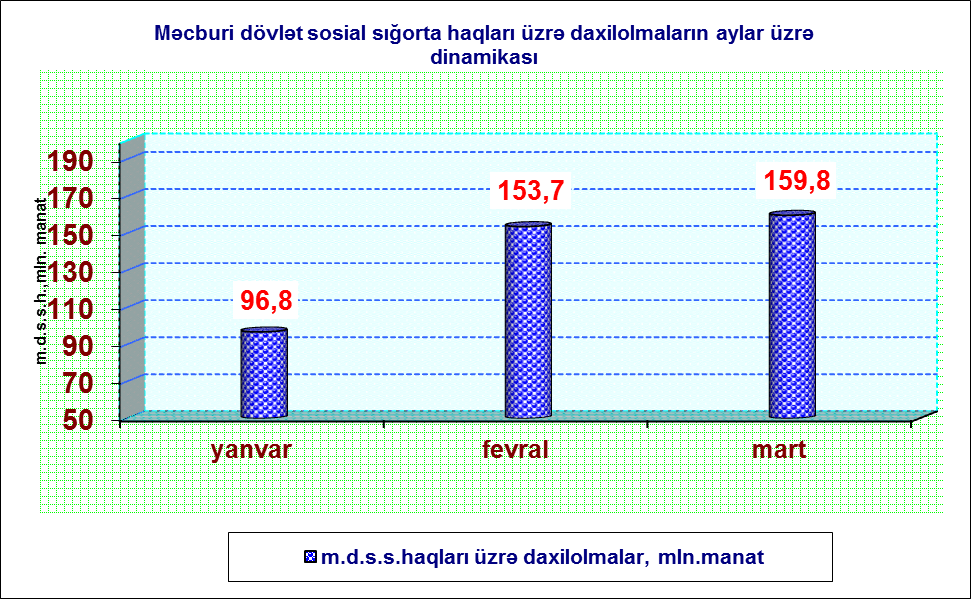 Məcburi dövlət sosial sığorta haqları üzrə daxilolmaların aylar üzrə
dinamikası
m.d.s.s.h.,mln. manat
190
170
150
130
110
90
70
50
96,8
153,7
159,8
yanvar
fevral
mart
m.d.s.s.haqları üzrə daxilolmalar, mln.manat